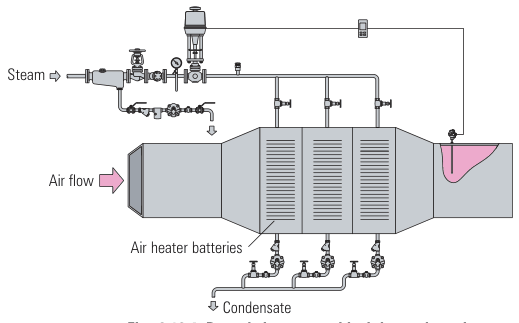 Steam
Air flow
Air heater batteries
Condensate